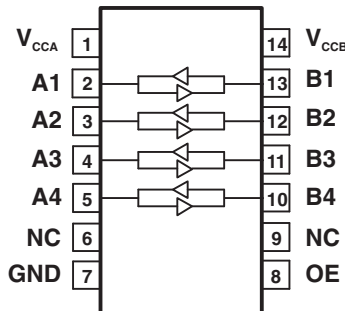 VCCA 1 14 VCCB
A1 2 13 B1
A2 3 12 B2
A3 4 11 B3
A4 5 10 B4
NC 6 9 NC
GND 7 8 OE